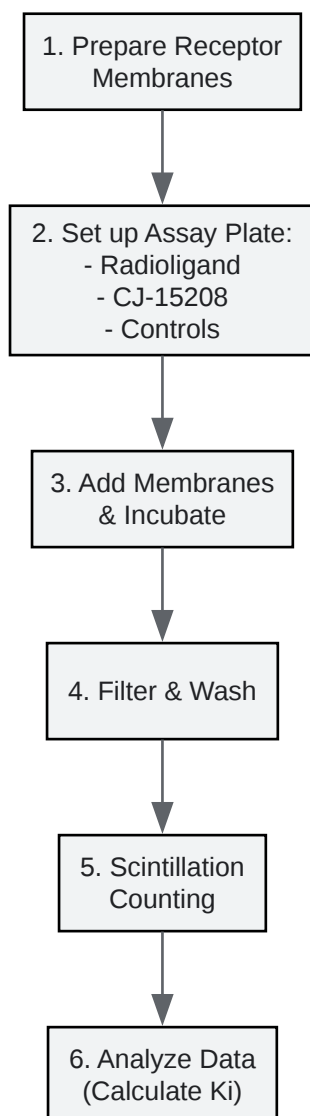 1. Prepare Receptor
Membranes
2. Set up Assay Plate:
- Radioligand
- CJ-15208
- Controls
3. Add Membranes
& Incubate
4. Filter & Wash
5. Scintillation
Counting
6. Analyze Data
(Calculate Ki)